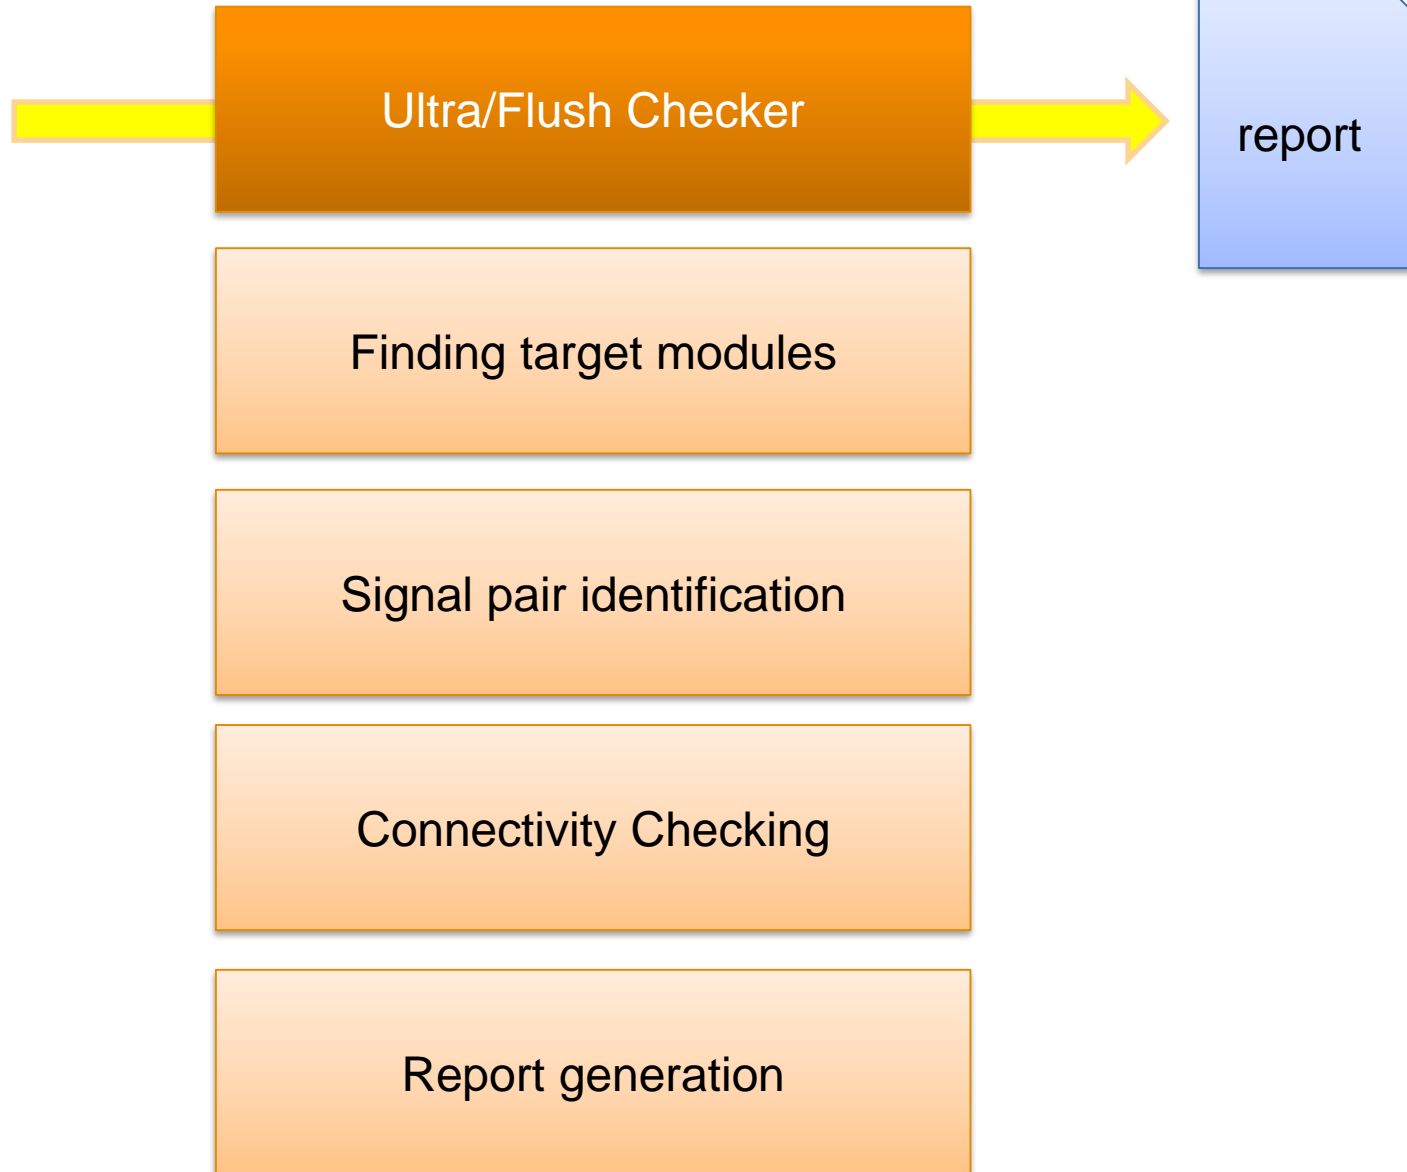 Ultra/Flush Checker
report
Finding target modules
Signal pair identification
Connectivity Checking
Report generation